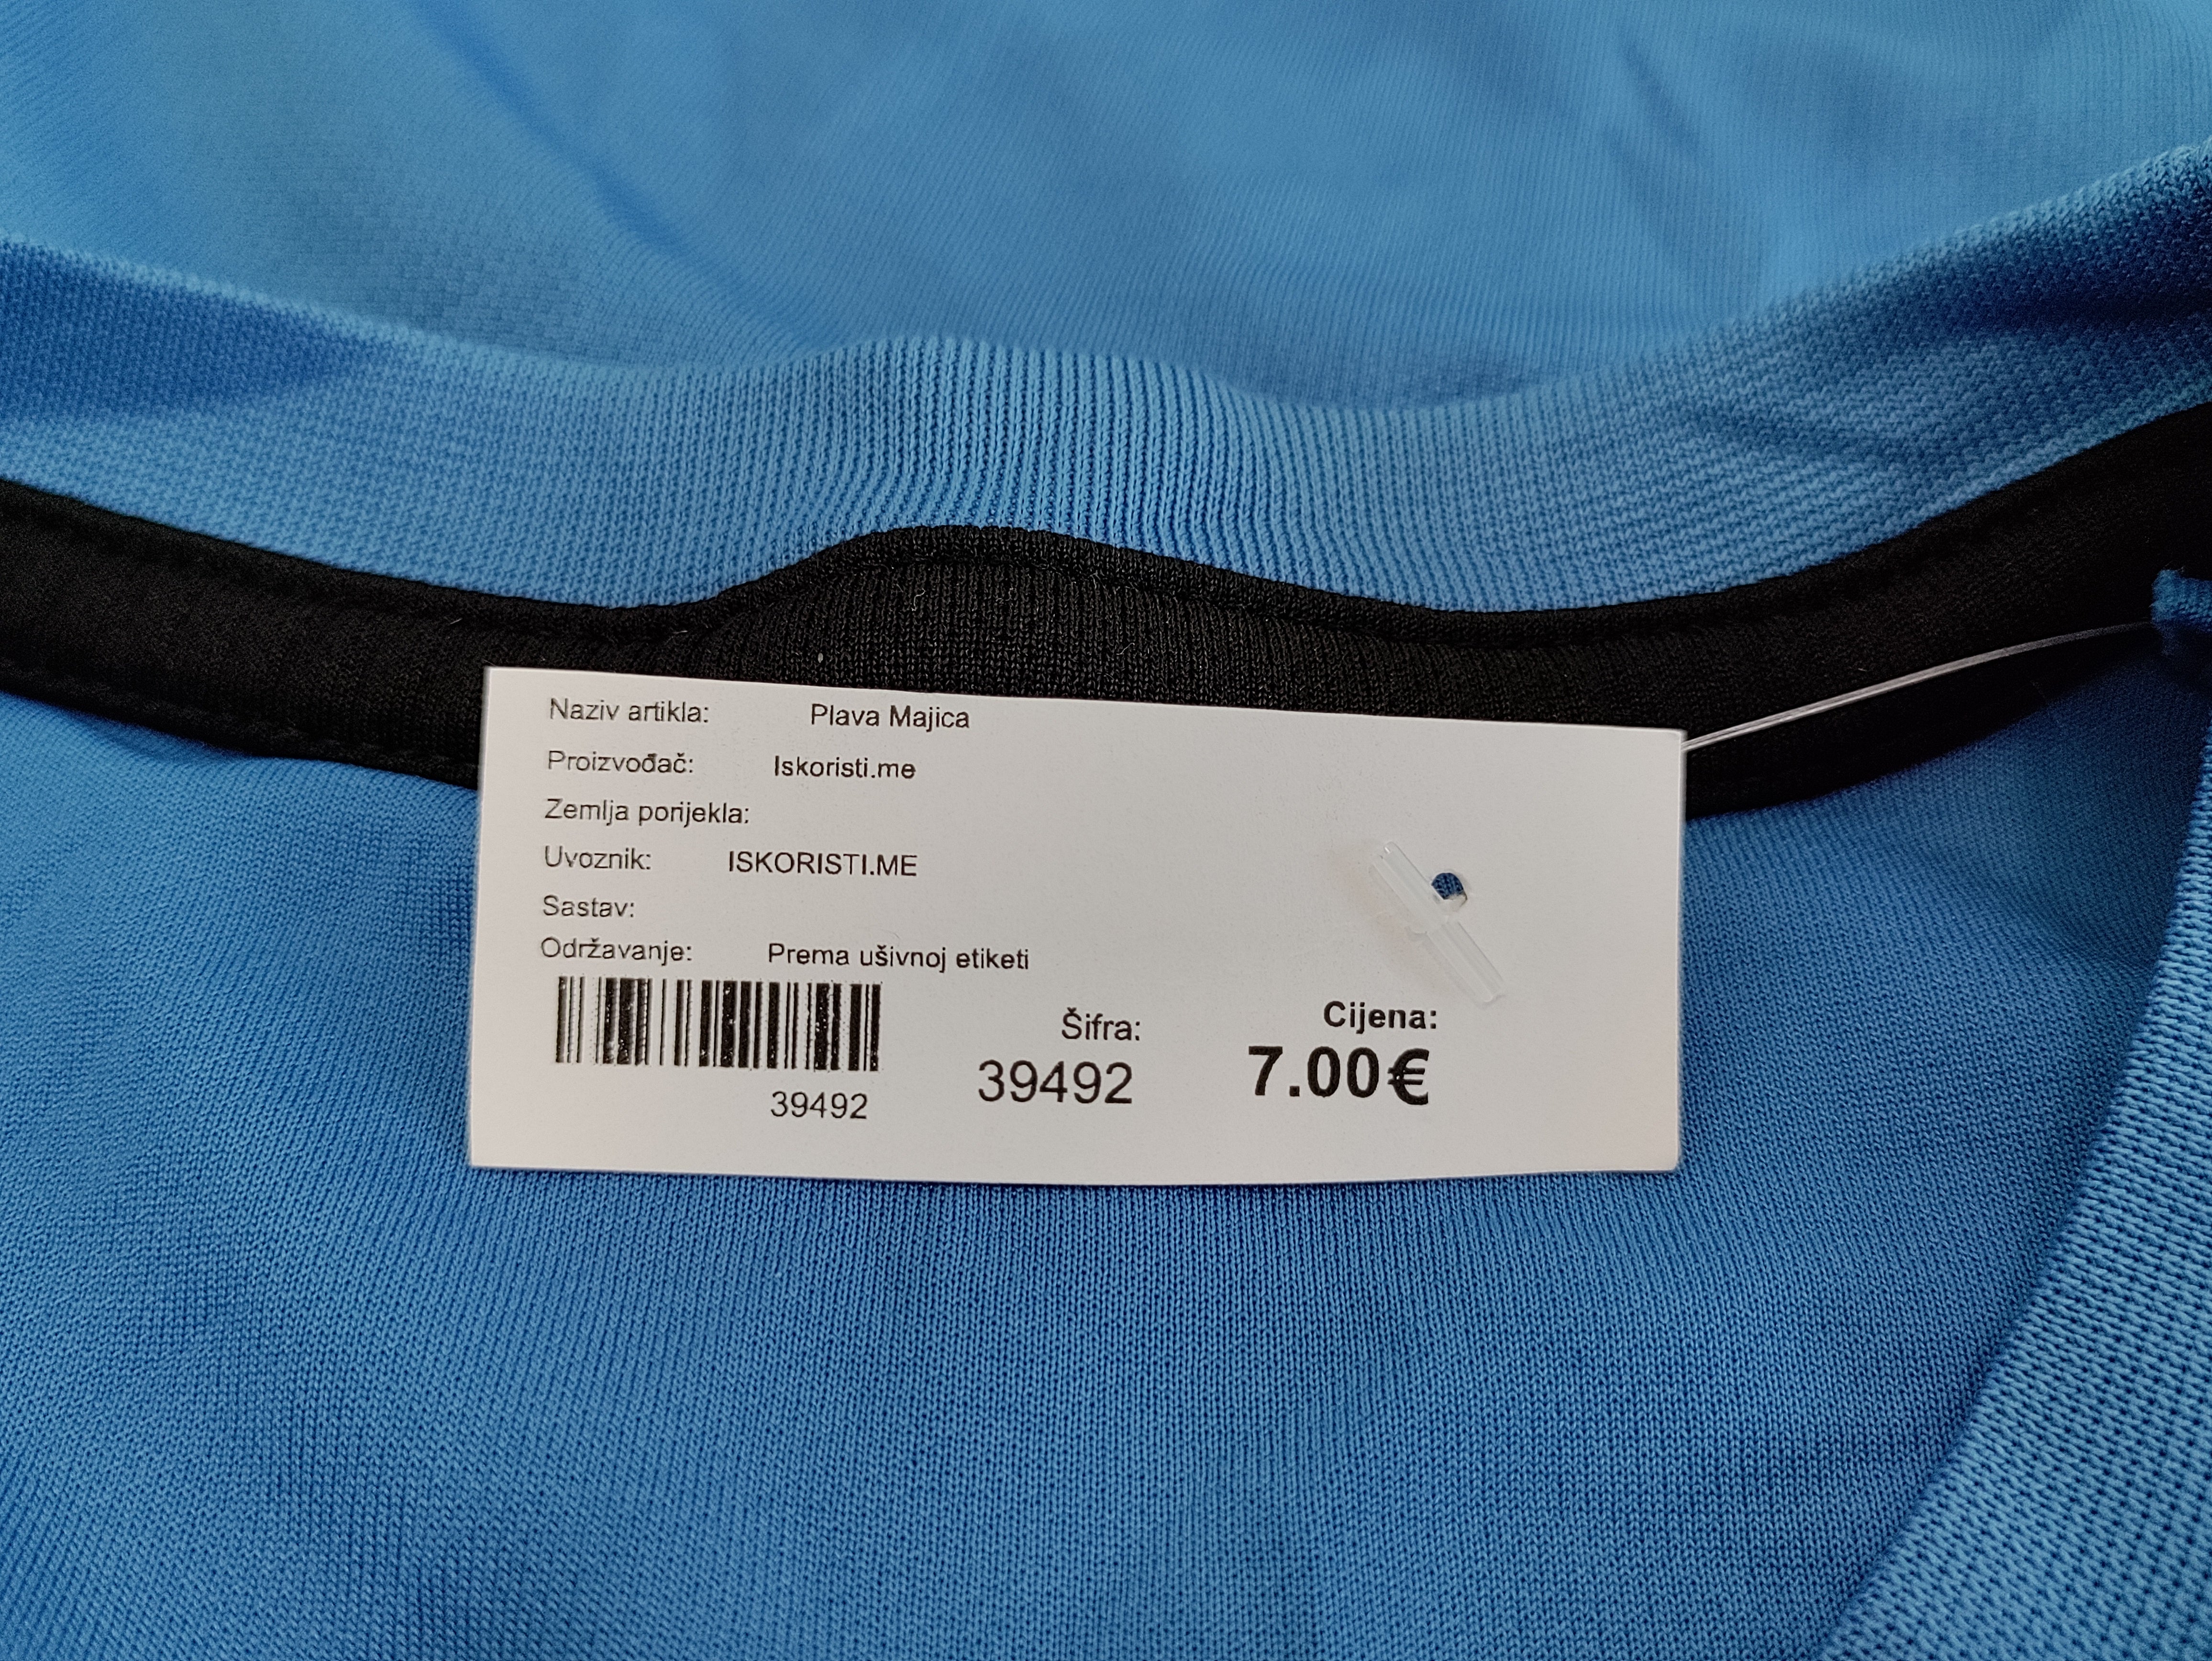 Naziv artikla: Plava Majica
Proizvođač: Iskoristi.me
Zemlja porijekla:
Uvoznik: ISKORISTI.ME
Sastav:
Održavanje: Prema ušivnoj etiketi
39492
Šifra:
39492
Cijena:
7.00€